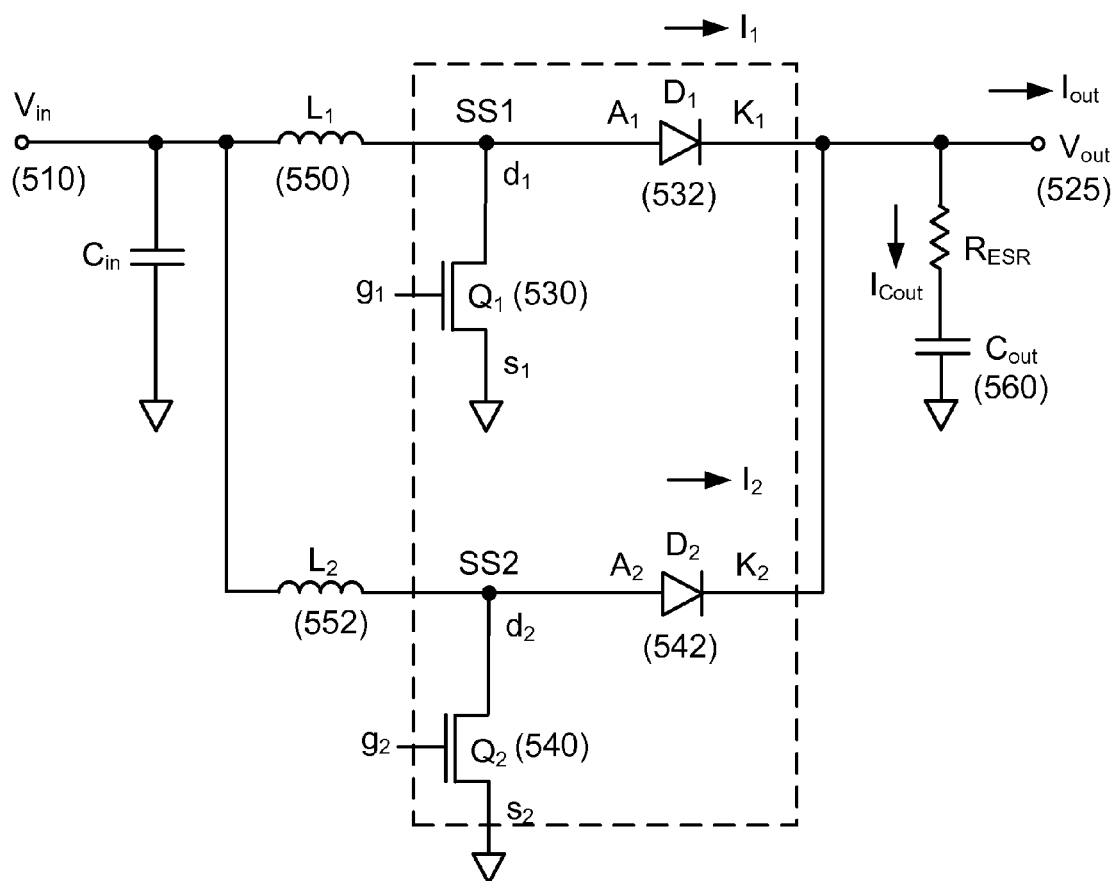 I1
Vin
L1
SS1
A1
D1
K1
Iout
(510)
(550)
d1
(532)
Vout
(525)
Cin
g1
Q1 (530)
s1
ICout
RESR
Cout
(560)
I2
L2
SS2
A2
D2
K2
(552)
d2
(542)
g2
Q2 (540)
s2